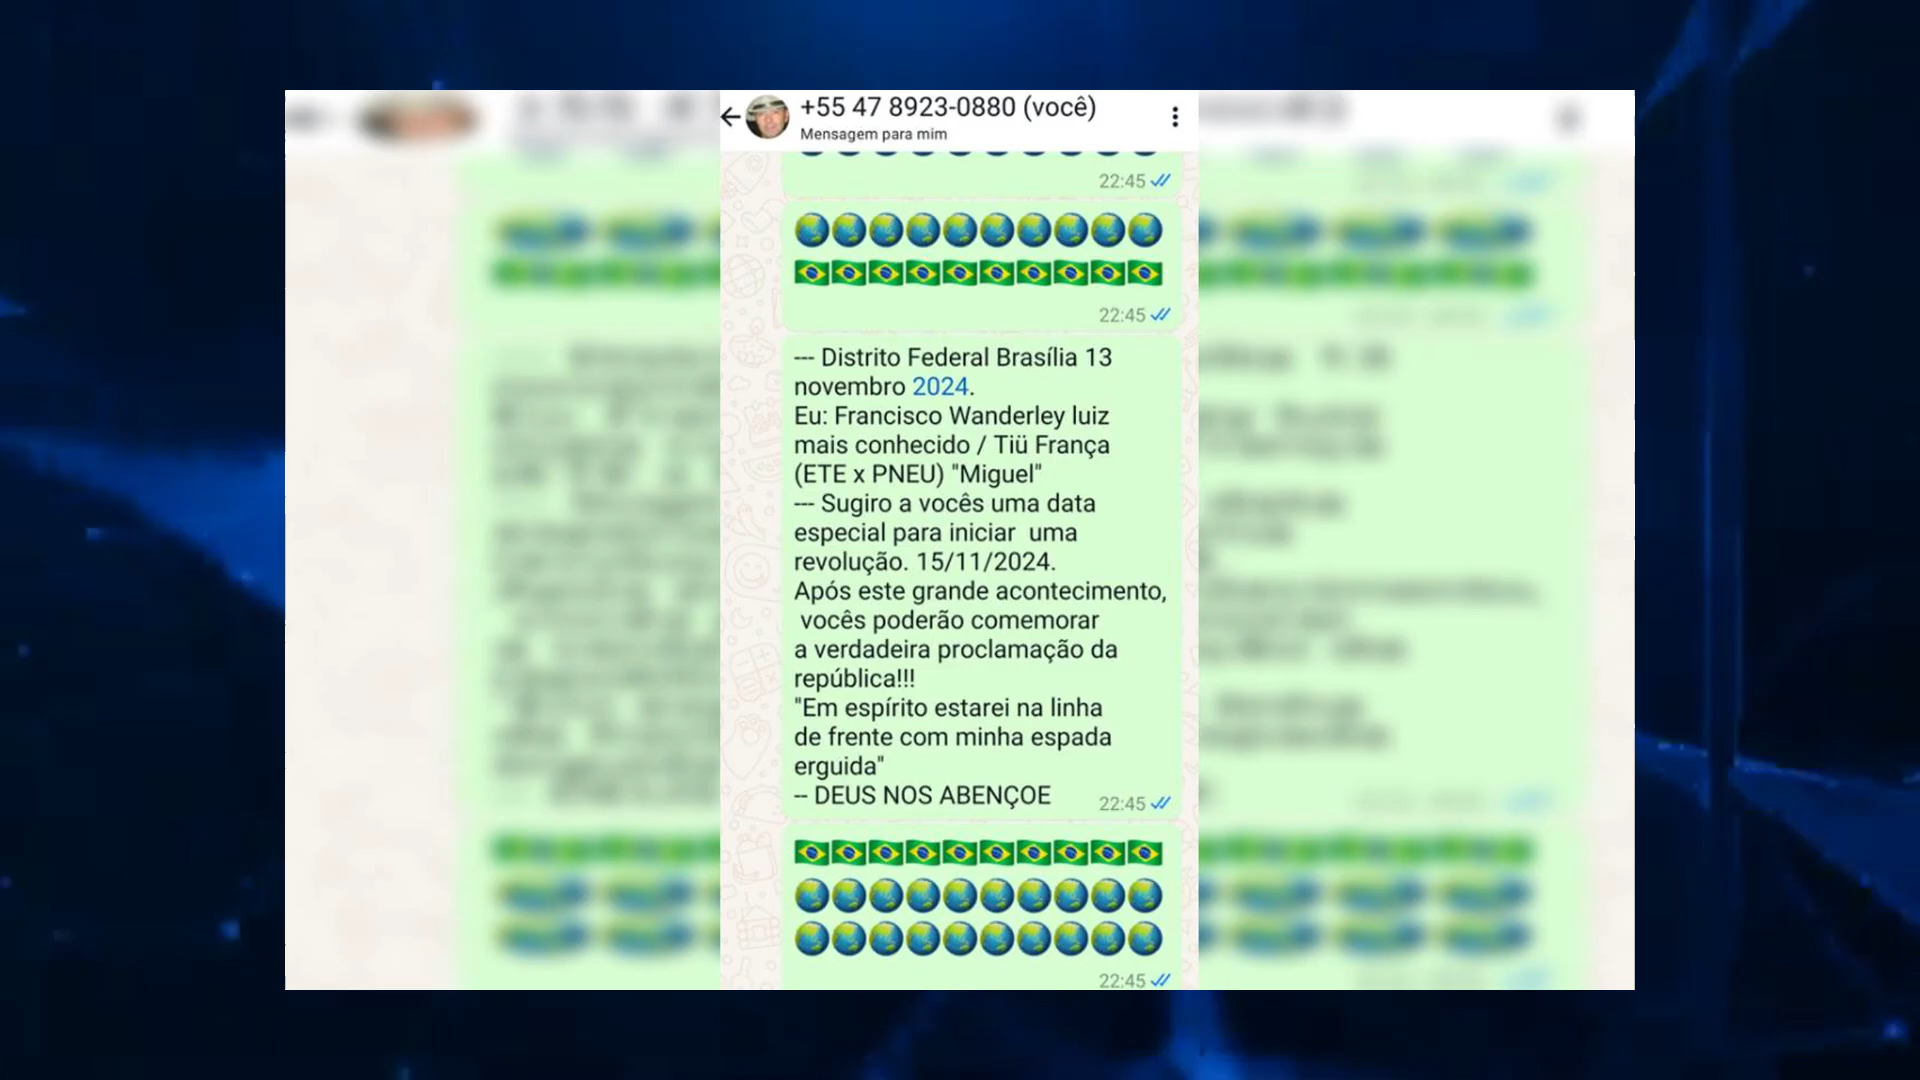 +55 47 8923-0880 (você)
Mensagem para mim
22:45
22:45
--- Distrito Federal Brasília 13
novembro 2024.
Eu: Francisco Wanderley luiz
mais conhecido / Tiü França
(ETE x PNEU) "Miguel"
--- Sugiro a vocês uma data
especial para iniciar  uma
revolução. 15/11/2024.
Após este grande acontecimento,
vocês poderão comemorar
a verdadeira proclamação da
república!!!
"Em espírito estarei na linha
de frente com minha espada
erguida"
-- DEUS NOS ABENÇOE
22:45
22:45